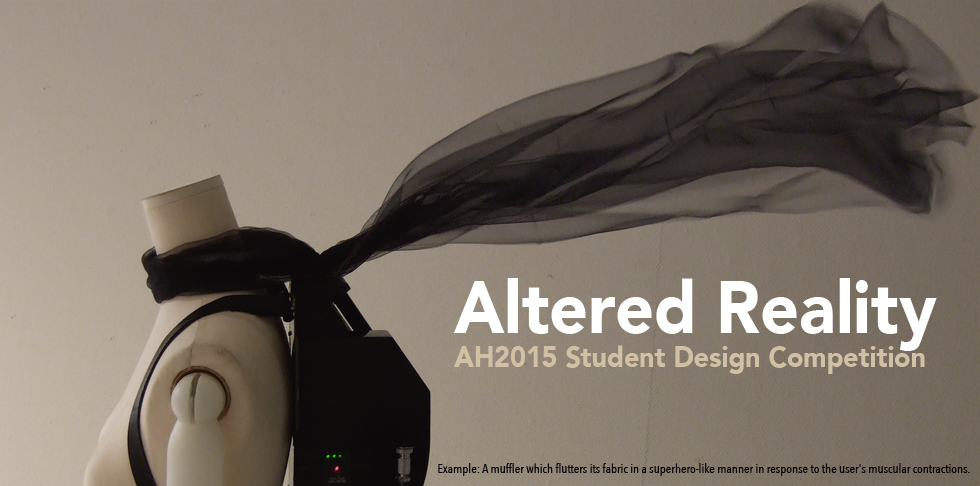 Altered Reality
AH2015 Student Design Competition
Example: A muffler which flutters its fabric in a superhero-like manner in response to the user's muscular contractions.